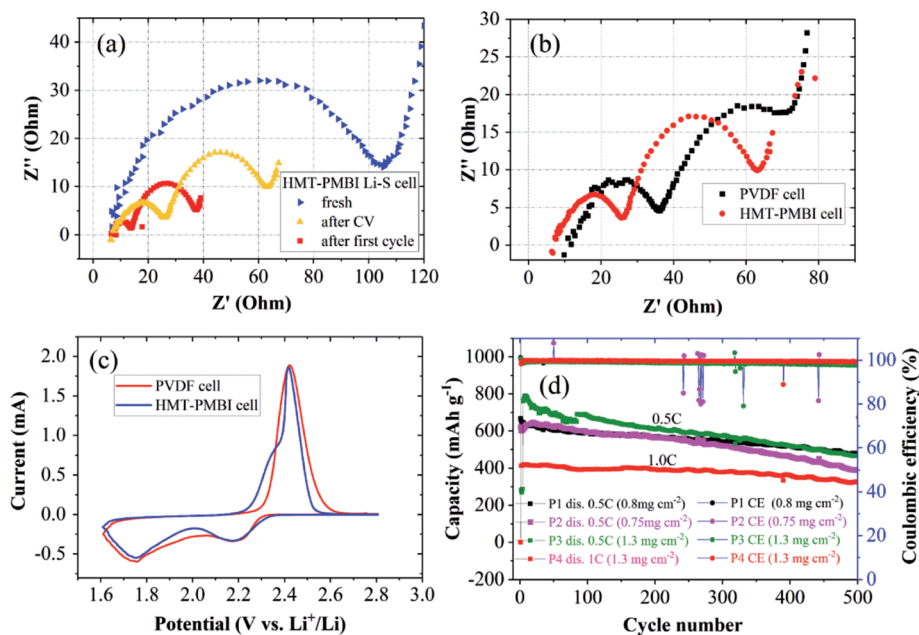 (a)
Z'' (Ohm)
40
30
20
10
0
HMT-PMBI Li-S cell
fresh
after CV
after first cycle
0 20 40 60 80 100 120
Z' (Ohm)
(b)
Z'' (Ohm)
30
25
20
15
10
5
0
PVDF cell
HMT-PMBI cell
0 20 40 60 80 100
Z' (Ohm)
(c)
Current (mA)
2.0
1.5
1.0
0.5
0.0
-0.5
PVDF cell
HMT-PMBI cell
1.4 1.6 1.8 2.0 2.2 2.4 2.6 2.8 3.0
Potential (V vs. Li⁺/Li)
(d)
Capacity (mAh g⁻¹)
1000
800
600
400
200
0
-200
0.5C
1.0C
P1 dis. 0.5C (0.8mg cm⁻²) P1 CE (0.8 mg cm⁻²)
P2 dis. 0.5C (0.75mg cm⁻²) P2 CE (0.75 mg cm⁻²)
P3 dis. 0.5C (1.3 mg cm⁻²) P3 CE (1.3 mg cm⁻²)
P4 dis. 1C (1.3 mg cm⁻²) P4 CE (1.3 mg cm⁻²)
0 100 200 300 400 500
Cycle number
100
80
60
40
20
0
Coulombic efficiency (%)